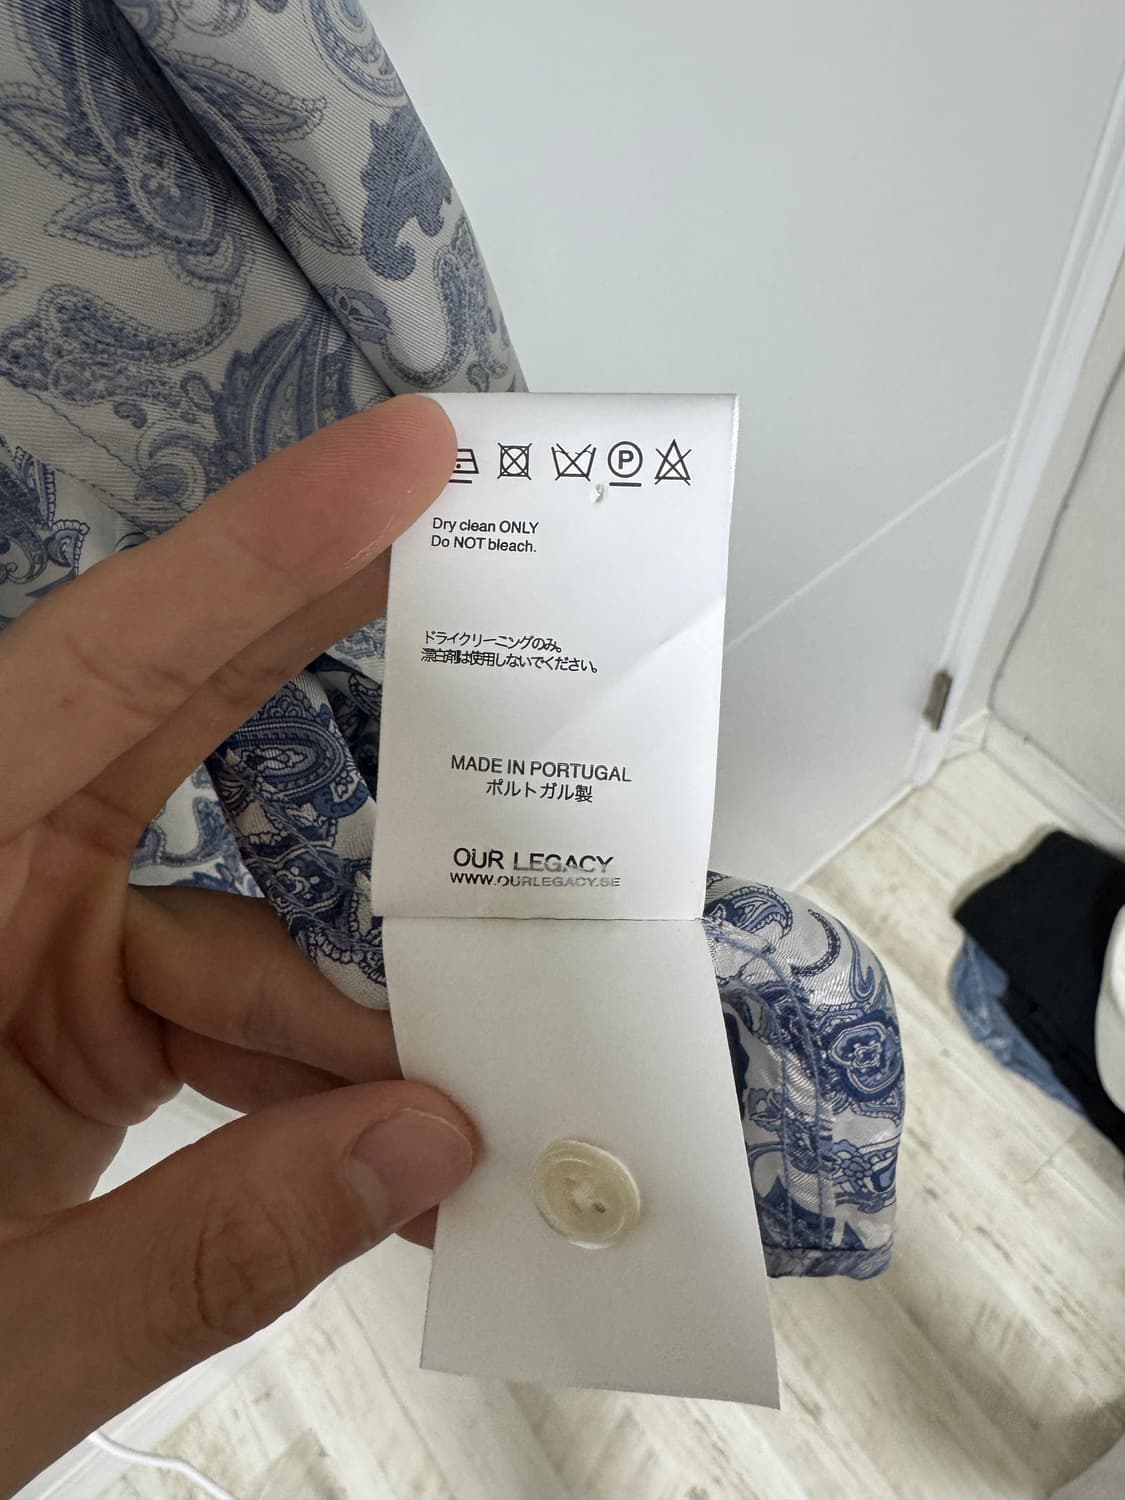 P
Dry clean ONLY
Do NOT bleach.
ドライクリーニングのみ。
漂白剤は使用しないでください。
MADE IN PORTUGAL
ポルトガル製
OUR LEGACY
WWW.OURLEGACY.SE